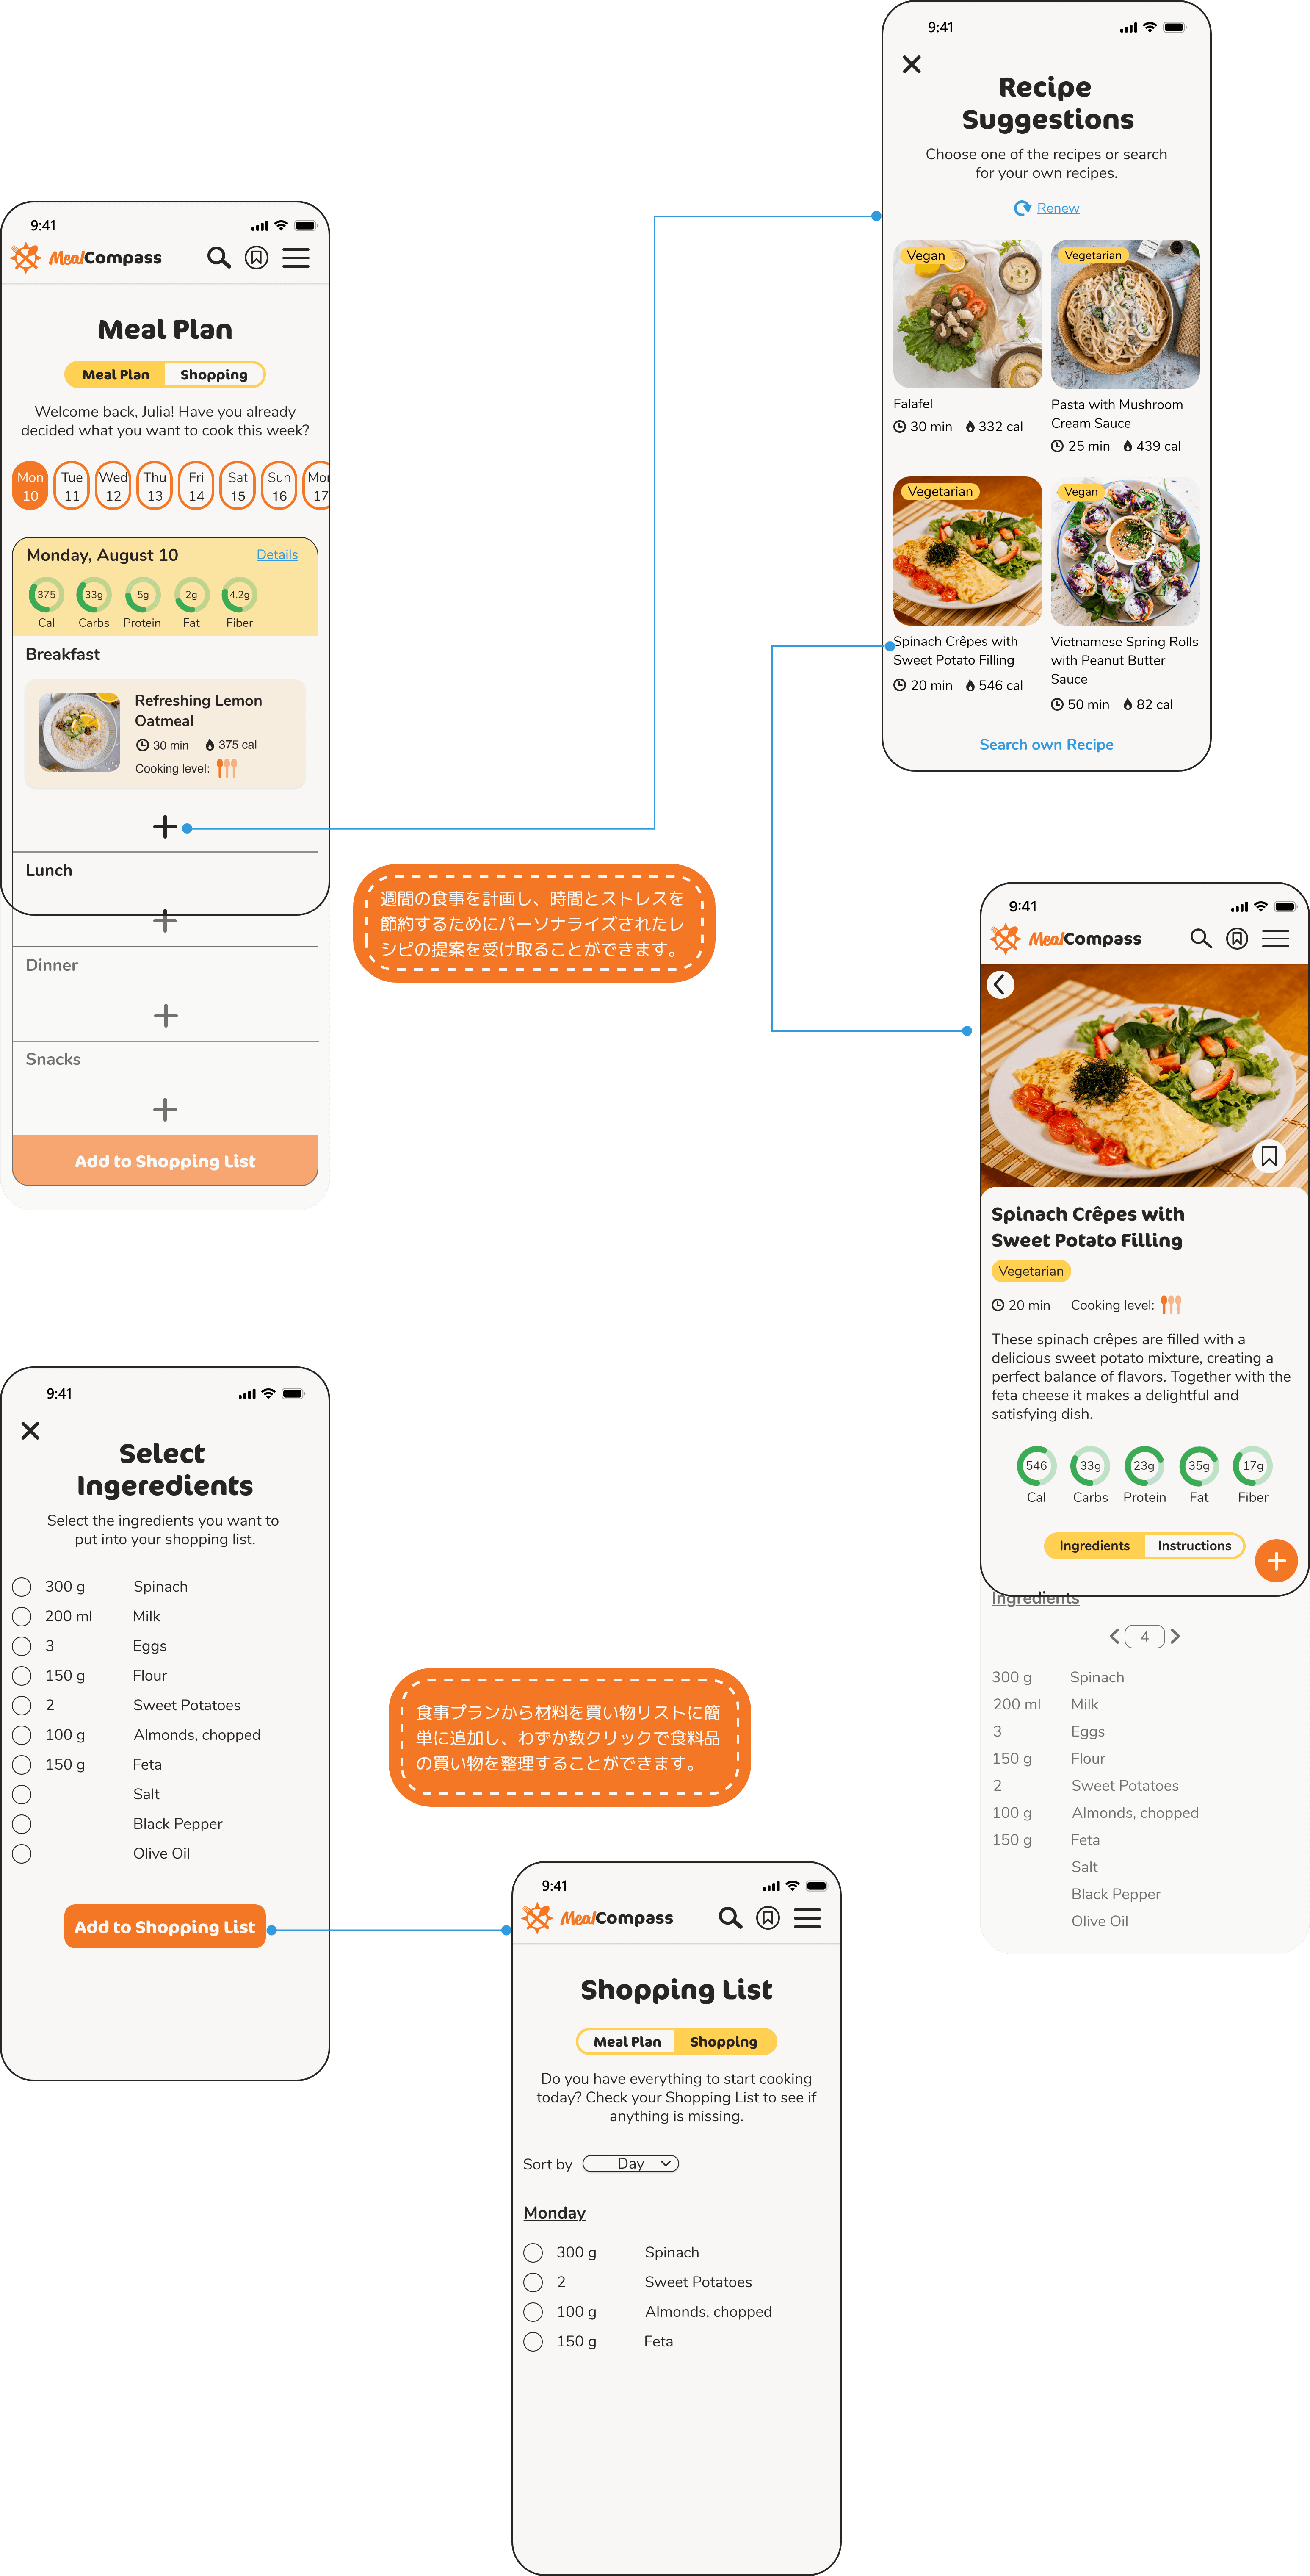 9:41
Recipe
Suggestions
Choose one of the recipes or search
for your own recipes.
Renew
Vegan
Vegetarian
Falafel
30 min 332 cal
Pasta with Mushroom
Cream Sauce
25 min 439 cal
Vegetarian
Vegan
Spinach Crêpes with
Sweet Potato Filling
20 min 546 cal
Vietnamese Spring Rolls
with Peanut Butter
Sauce
50 min 82 cal
Search own Recipe
9:41
MealCompass
Meal Plan
Meal Plan Shopping
Welcome back, Julia! Have you already
decided what you want to cook this week?
Mon Tue Wed Thu Fri Sat Sun Mon
10 11 12 13 14 15 16 17
Monday, August 10 Details
375 33g 5g 2g 4.2g
Cal Carbs Protein Fat Fiber
Breakfast
Refreshing Lemon
Oatmeal
30 min 375 cal
Cooking level:
Lunch
Dinner
Snacks
Add to Shopping List
週間の食事を計画し、時間とストレスを
節約するためにパーソナライズされたレ
シピの提案を受け取ることができます。
9:41
MealCompass
Spinach Crêpes with
Sweet Potato Filling
Vegetarian
20 min Cooking level:
These spinach crêpes are filled with a
delicious sweet potato mixture, creating a
perfect balance of flavors. Together with the
feta cheese it makes a delightful and
satisfying dish.
546 33g 23g 35g 17g
Cal Carbs Protein Fat Fiber
Ingredients Instructions
Ingredients
4
300 g Spinach
200 ml Milk
3 Eggs
150 g Flour
2 Sweet Potatoes
100 g Almonds, chopped
150 g Feta
Salt
Black Pepper
Olive Oil
9:41
Select
Ingeredients
Select the ingredients you want to
put into your shopping list.
300 g Spinach
200 ml Milk
3 Eggs
150 g Flour
2 Sweet Potatoes
100 g Almonds, chopped
150 g Feta
Salt
Black Pepper
Olive Oil
Add to Shopping List
食事プランから材料を買い物リストに簡
単に追加し、わずか数クリックで食料品
の買い物を整理することができます。
9:41
MealCompass
Shopping List
Meal Plan Shopping
Do you have everything to start cooking
today? Check your Shopping List to see if
anything is missing.
Sort by Day
Monday
300 g Spinach
2 Sweet Potatoes
100 g Almonds, chopped
150 g Feta